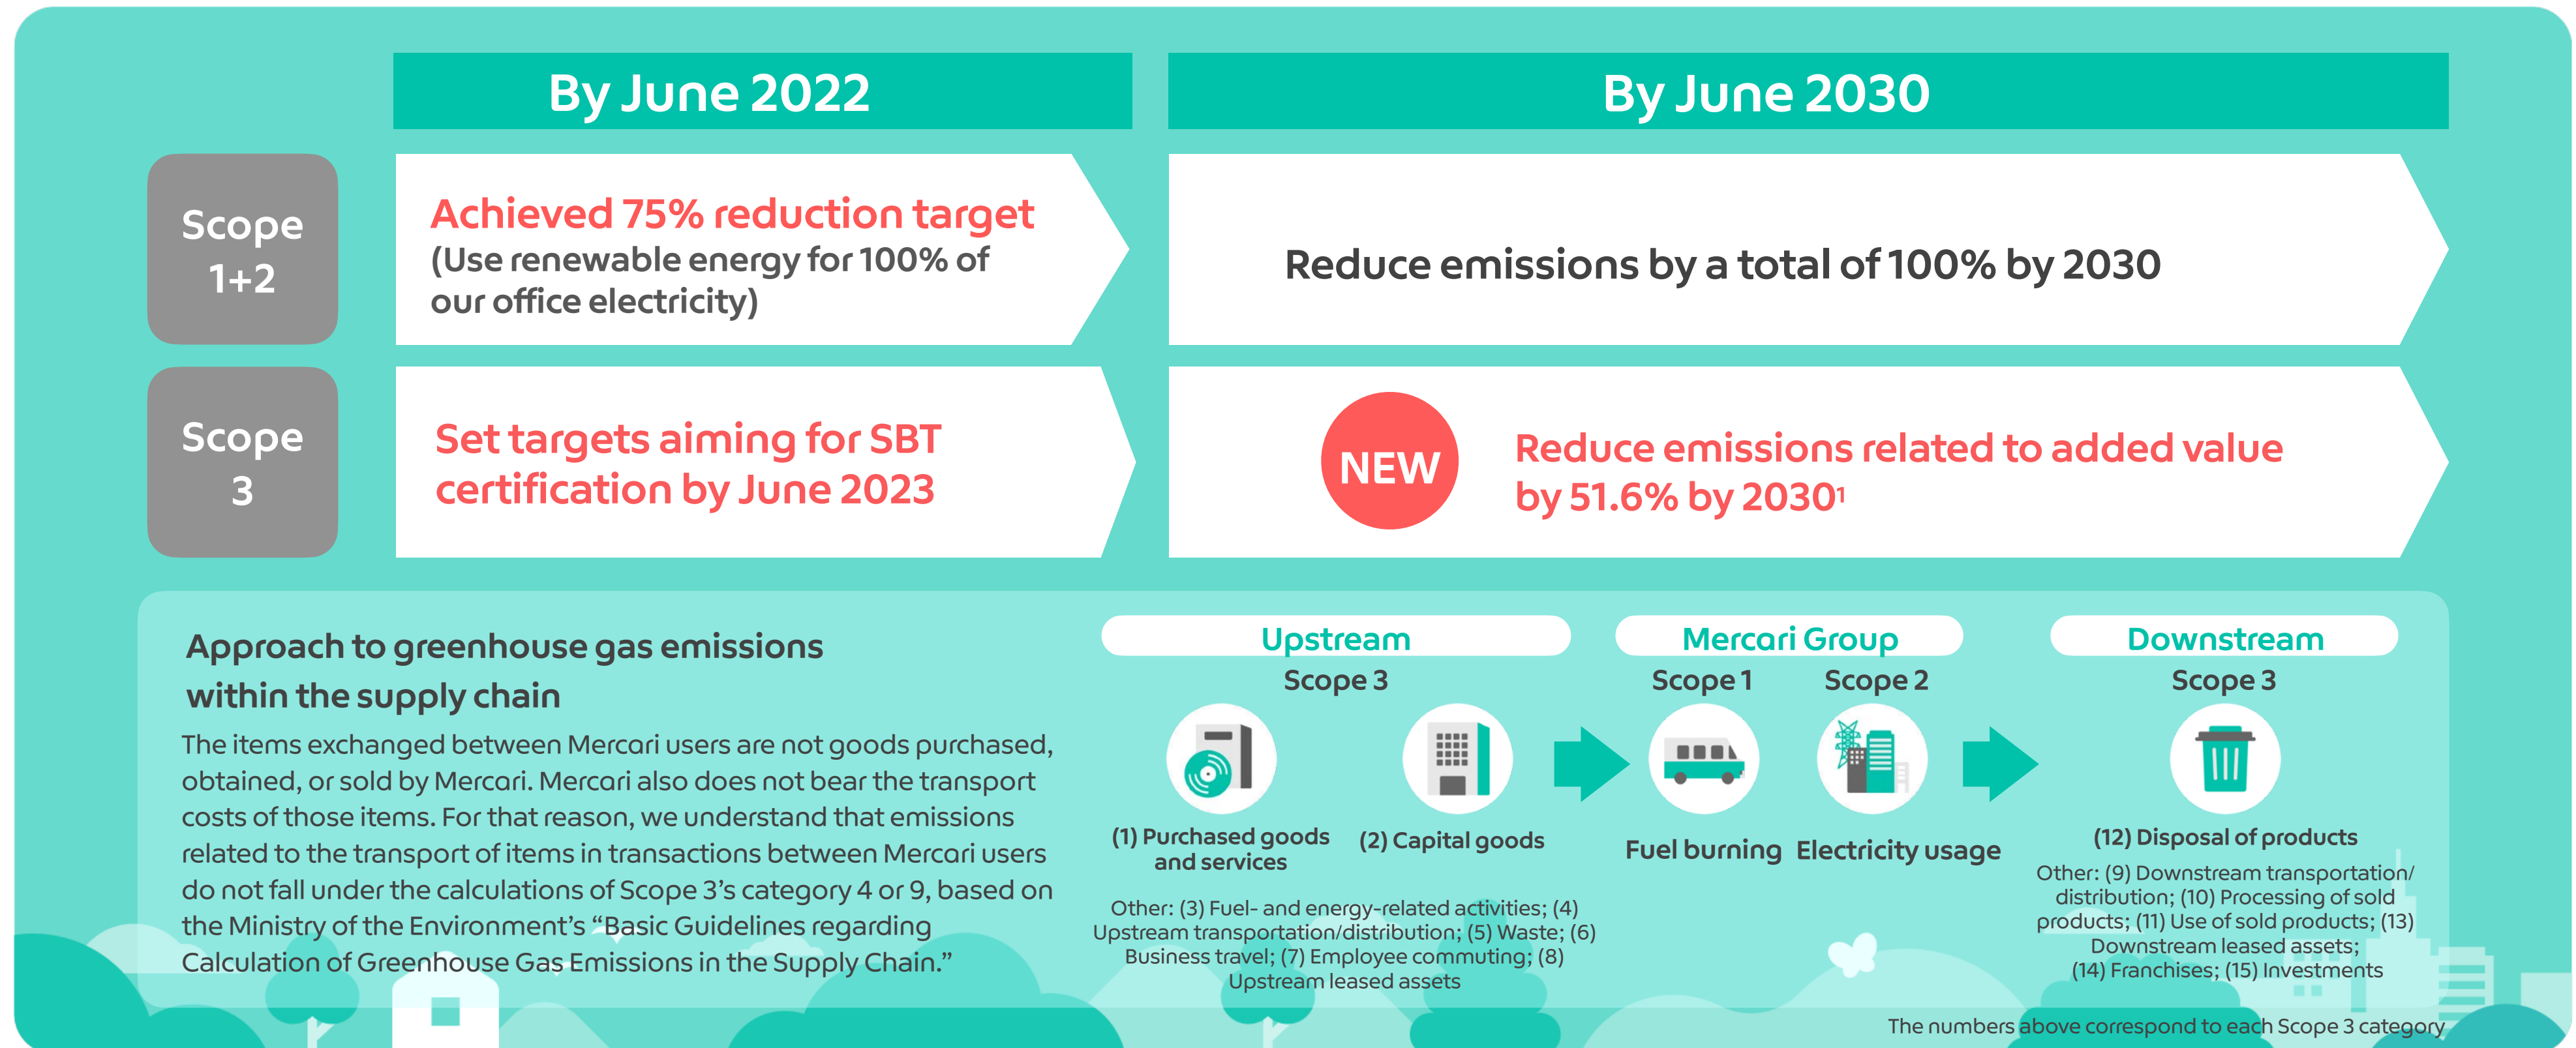 By June 2022
By June 2030
Scope
1+2
Achieved 75% reduction target
(Use renewable energy for 100% of
our office electricity)
Reduce emissions by a total of 100% by 2030
Scope
3
Set targets aiming for SBT
certification by June 2023
NEW
Reduce emissions related to added value
by 51.6% by 2030¹
Approach to greenhouse gas emissions
within the supply chain
The items exchanged between Mercari users are not goods purchased,
obtained, or sold by Mercari. Mercari also does not bear the transport
costs of those items. For that reason, we understand that emissions
related to the transport of items in transactions between Mercari users
do not fall under the calculations of Scope 3’s category 4 or 9, based on
the Ministry of the Environment’s “Basic Guidelines regarding
Calculation of Greenhouse Gas Emissions in the Supply Chain.”
Upstream
Scope 3
(1) Purchased goods
and services
(2) Capital goods
Other: (3) Fuel- and energy-related activities; (4)
Upstream transportation/distribution; (5) Waste; (6)
Business travel; (7) Employee commuting; (8)
Upstream leased assets
Mercari Group
Scope 1
Scope 2
Fuel burning
Electricity usage
Downstream
Scope 3
(12) Disposal of products
Other: (9) Downstream transportation/
distribution; (10) Processing of sold
products; (11) Use of sold products; (13)
Downstream leased assets;
(14) Franchises; (15) Investments
The numbers above correspond to each Scope 3 category